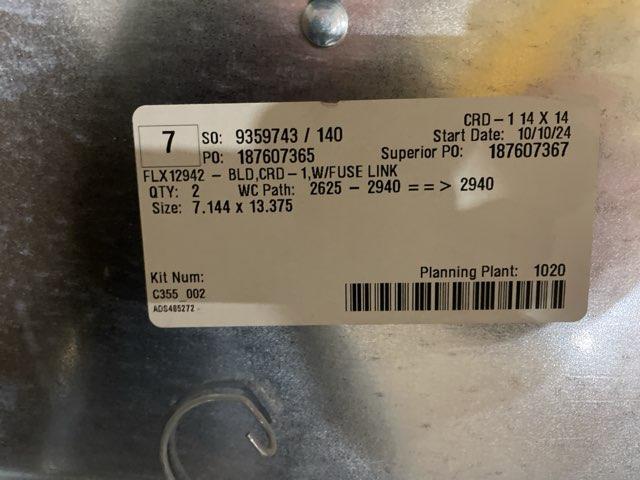 CRD-1 14 X 14
7 SO: 9359743 / 140 Start Date: 10/10/24
PO: 187607365 Superior PO: 187607367
FLX12942 - BLD,CRD-1,W/FUSE LINK
QTY: 2 WC Path: 2625 - 2940 ==> 2940
Size: 7.144 x 13.375
Kit Num: Planning Plant: 1020
C355_002
ADS485272